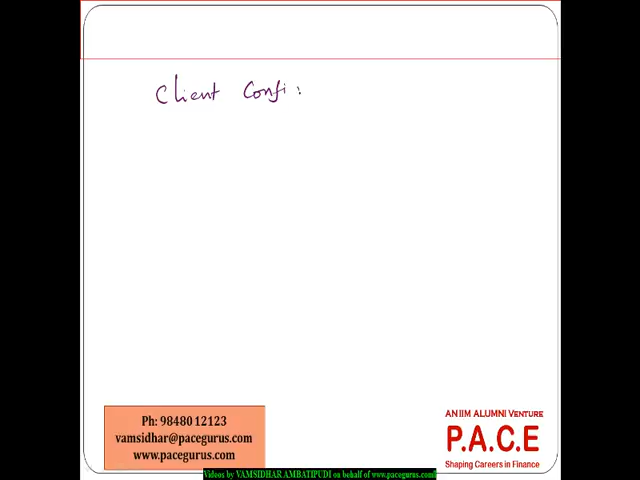 Client Confi :
Ph: 98480 12123
vamsidhar@pacegurus.com
www.pacegurus.com
AN IIM ALUMNI VENTURE
P.A.C.E
Shaping Careers in Finance
Videos by VAMSIDHAR AMBATIPUDI on behalf of www.pacegurus.com